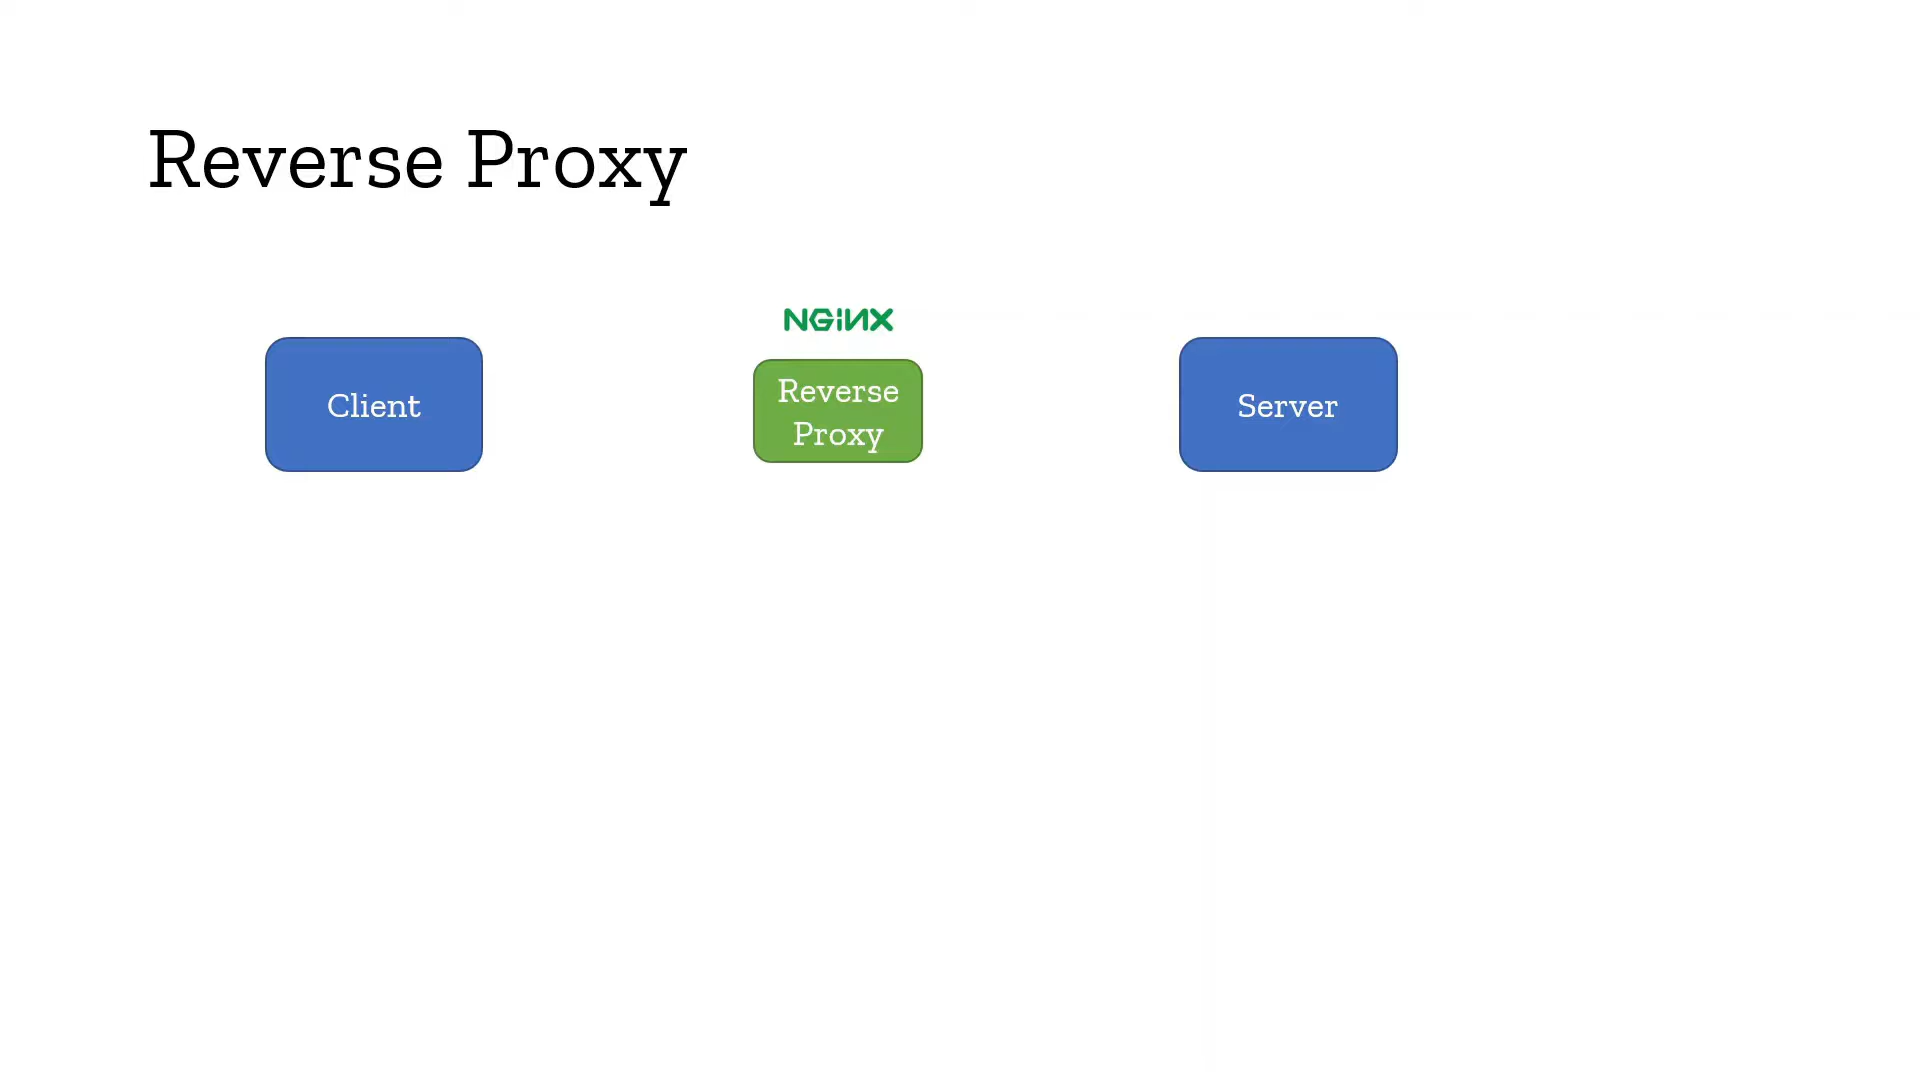 Reverse Proxy
NGINX
Client
Reverse
Proxy
Server